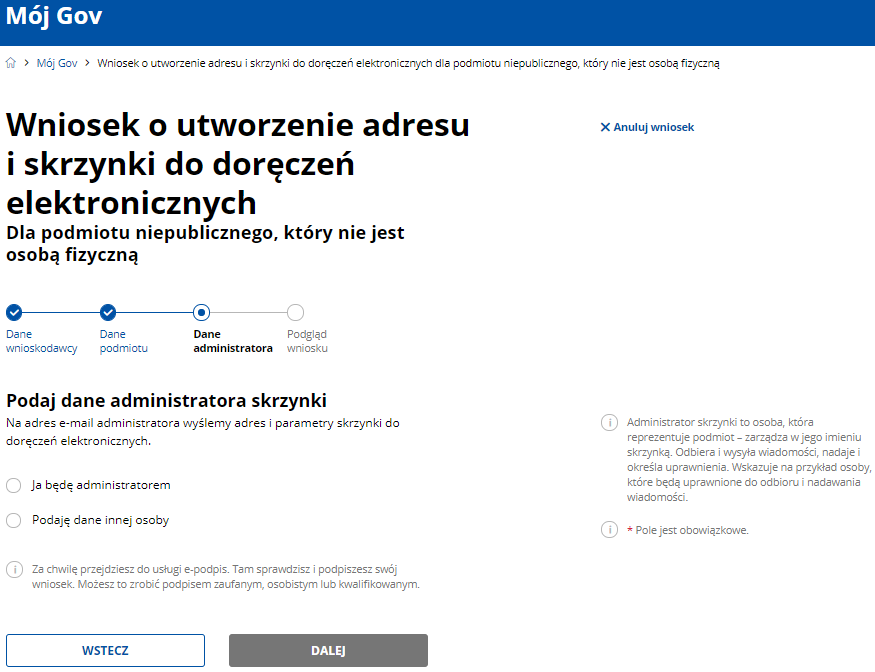 Mój Gov
Mój Gov
Wniosek o utworzenie adresu i skrzynki do doręczeń elektronicznych dla podmiotu niepublicznego, który nie jest osobą fizyczną
Wniosek o utworzenie adresu
i skrzynki do doręczeń
elektronicznych
Dla podmiotu niepublicznego, który nie jest
osobą fizyczną
Anuluj wniosek
Dane
wnioskodawcy
Dane
podmiotu
Dane
administratora
Podgląd
wniosku
Podaj dane administratora skrzynki
Na adres e-mail administratora wyślemy adres i parametry skrzynki do
doręczeń elektronicznych.
Ja będę administratorem
Podaję dane innej osoby
Za chwilę przejdziesz do usługi e-podpis. Tam sprawdzisz i podpiszesz swój
wniosek. Możesz to zrobić podpisem zaufanym, osobistym lub kwalifikowanym.
Administrator skrzynki to osoba, która
reprezentuje podmiot – zarządza w jego imieniu
skrzynką. Odbiera i wysyła wiadomości, nadaje i
określa uprawnienia. Wskazuje na przykład osoby,
które będą uprawnione do odbioru i nadawania
wiadomości.
* Pole jest obowiązkowe.
WSTECZ
DALEJ